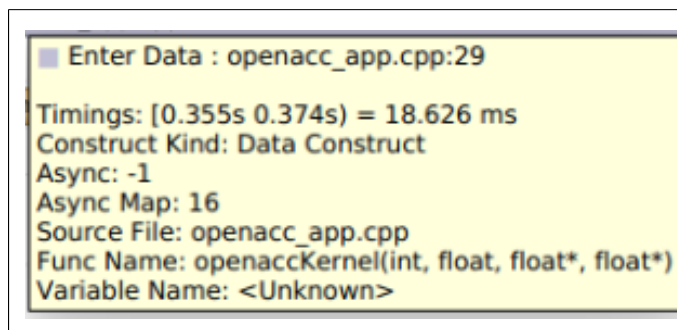 Enter Data : openacc_app.cpp:29
Timings: [0.355s 0.374s) = 18.626 ms
Construct Kind: Data Construct
Async: -1
Async Map: 16
Source File: openacc_app.cpp
Func Name: openaccKernel(int, float, float*, float*)
Variable Name: <Unknown>